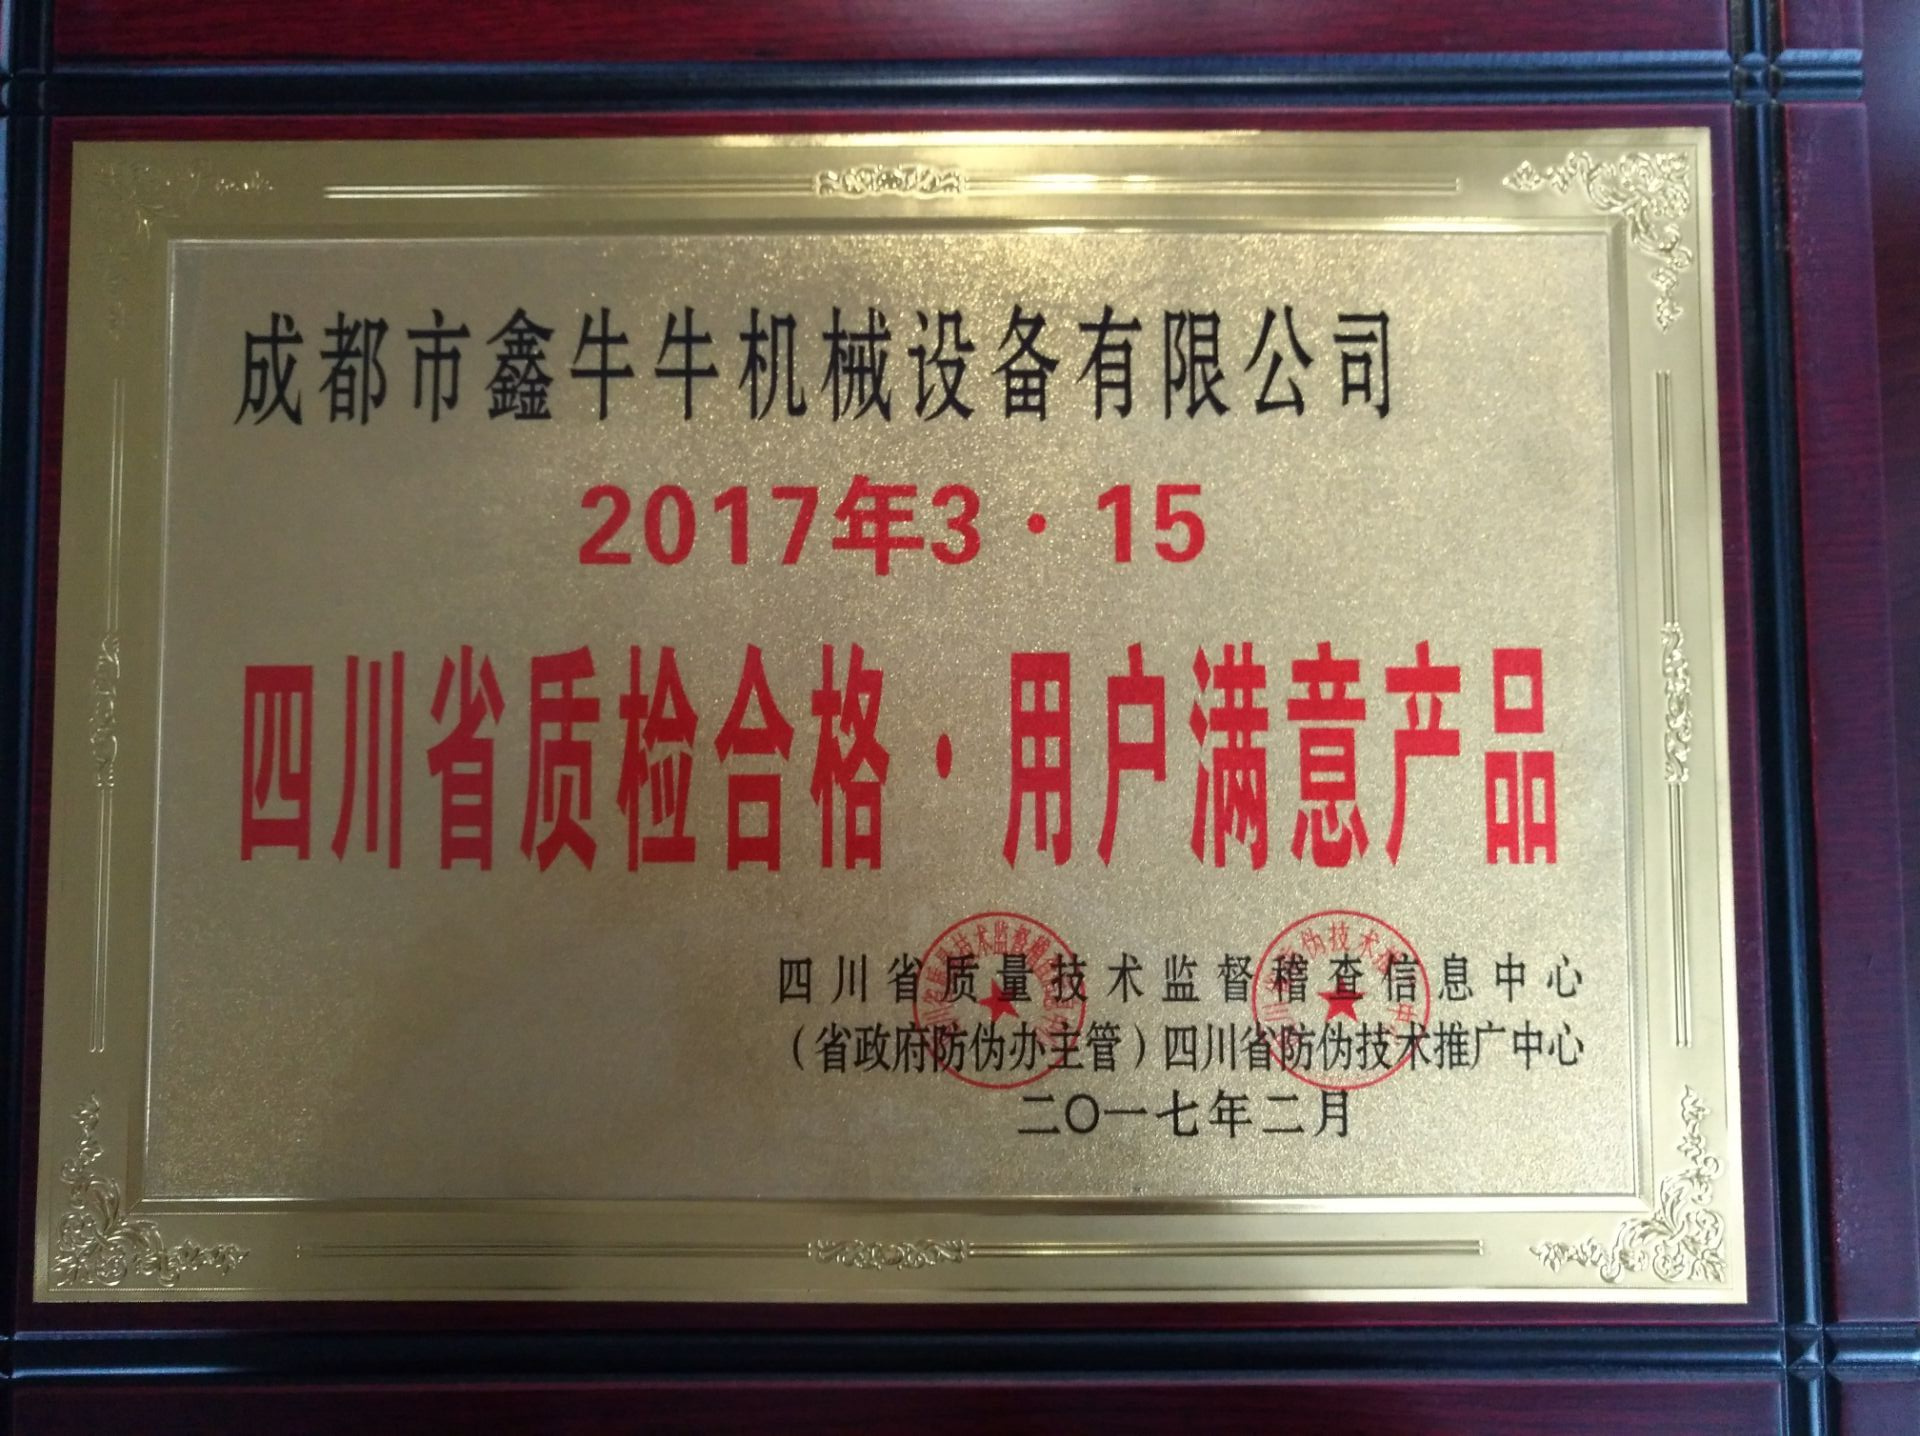 成都市鑫牛牛机械设备有限公司
2017年3·15
四川省质检合格·用户满意产品
四川省质量技术监督稽查信息中心
（省政府防伪办主管）四川省防伪技术推广中心
二〇一七年二月